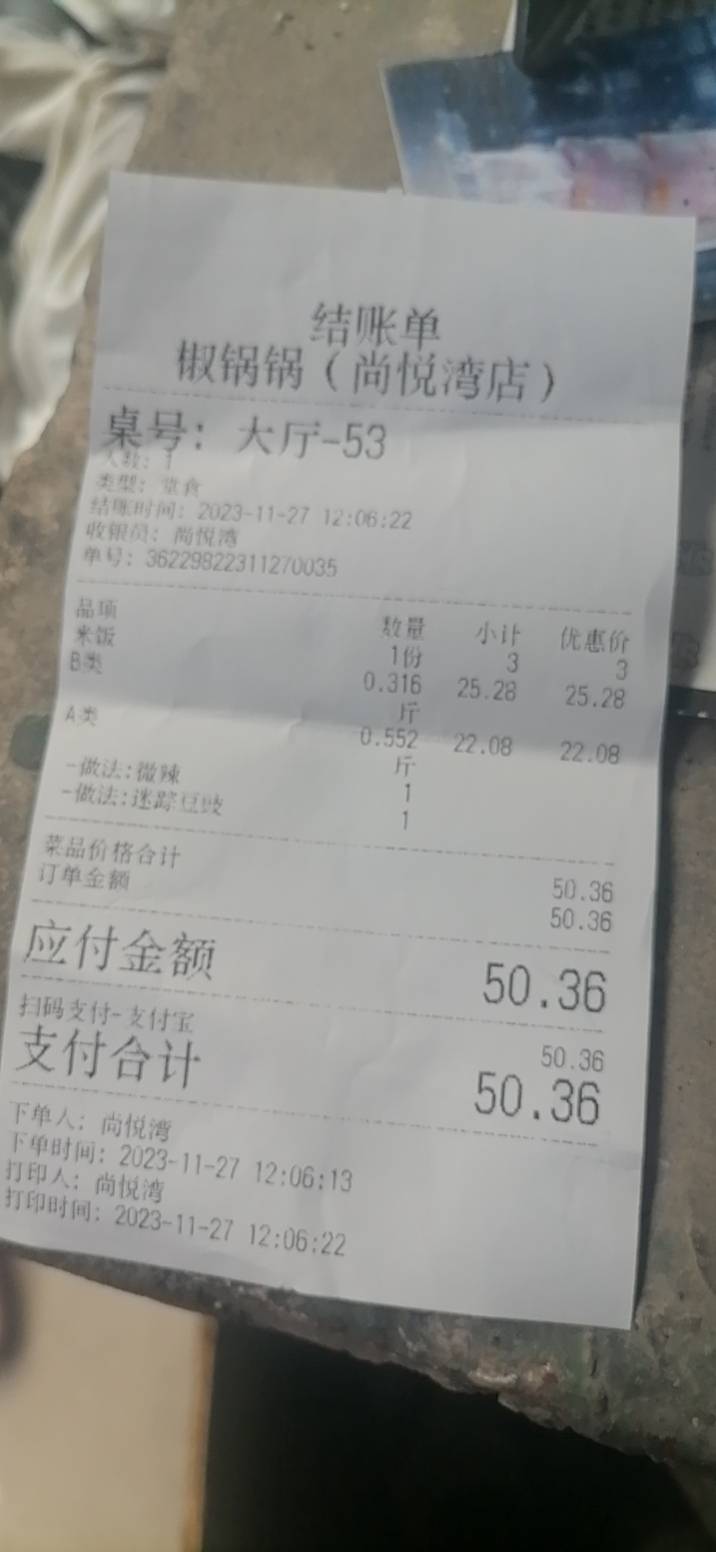 结账单
椒锅锅(尚悦湾店)
桌号: 大厅-53
人数: 1
类型: 堂食
结账时间: 2023-11-27 12:06:22
收银员: 尚悦湾
单号: 36229822311270035
品项 数量 小计 优惠价
米饭 1份 3 3
B类 0.316 25.28 25.28
斤
A类 0.552 22.08 22.08
斤
-做法:微辣 1
-做法:迷踪豆豉 1
菜品价格合计 50.36
订单金额 50.36
应付金额 50.36
扫码支付-支付宝 50.36
支付合计 50.36
下单人: 尚悦湾
下单时间: 2023-11-27 12:06:13
打印人: 尚悦湾
打印时间: 2023-11-27 12:06:22